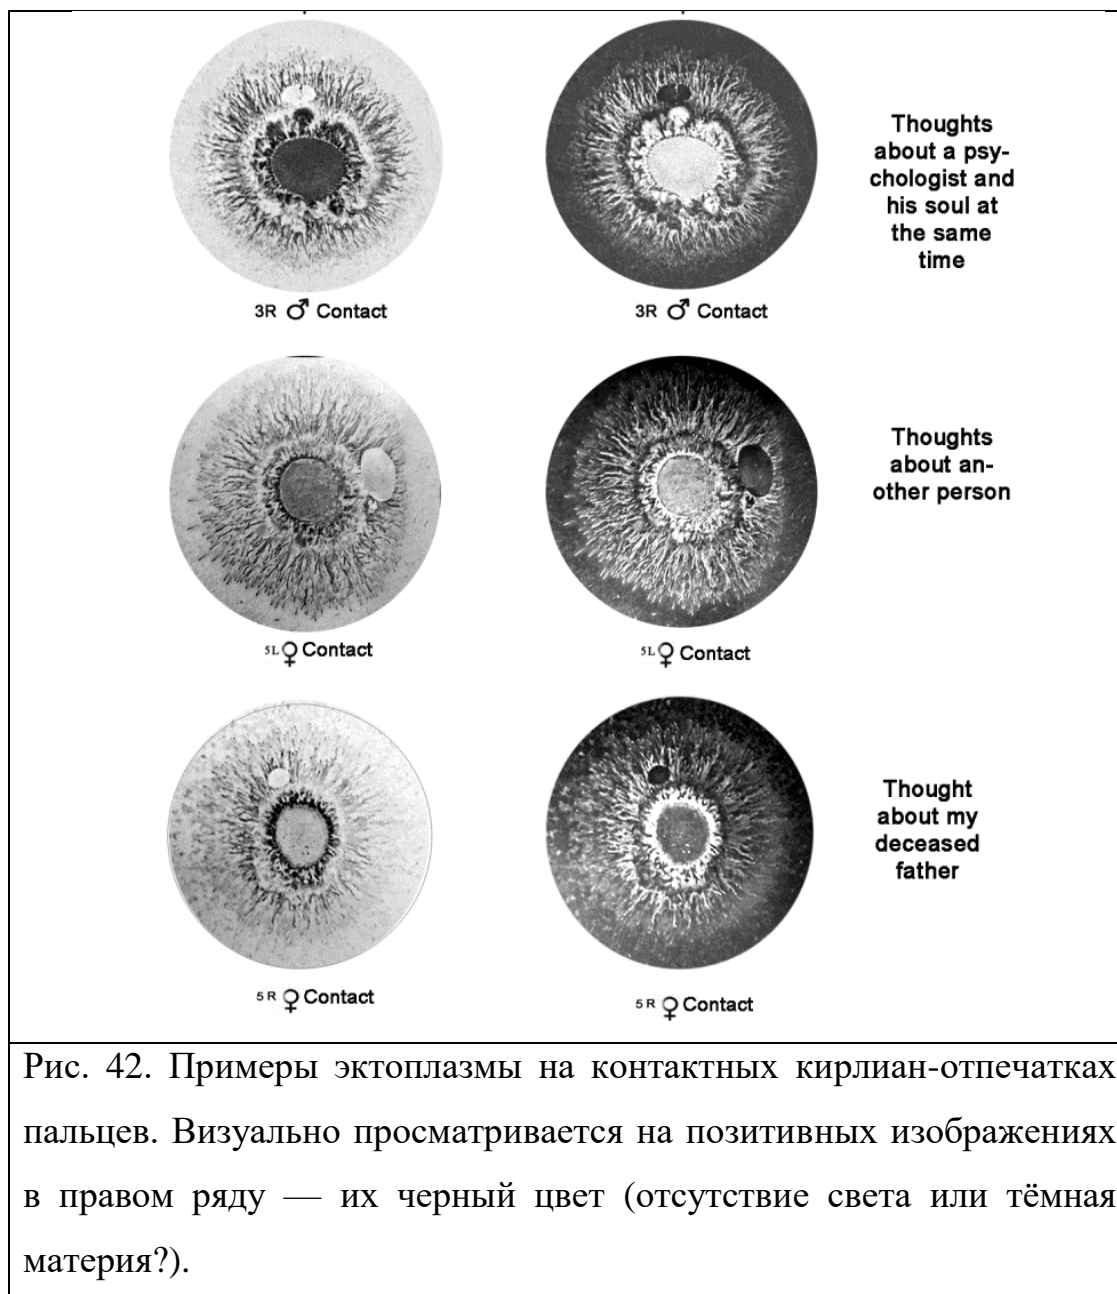 Thoughts
about a psy-
chologist and
his soul at
the same
time
3R ♂ Contact
3R ♂ Contact
Thoughts
about an-
other person
5L ♀ Contact
5L ♀ Contact
Thought
about my
deceased
father
5 R ♀ Contact
5 R ♀ Contact
Рис. 42. Примеры эктоплазмы на контактных кирлиан-отпечатках
пальцев. Визуально просматривается на позитивных изображениях
в правом ряду — их черный цвет (отсутствие света или тёмная
материя?).